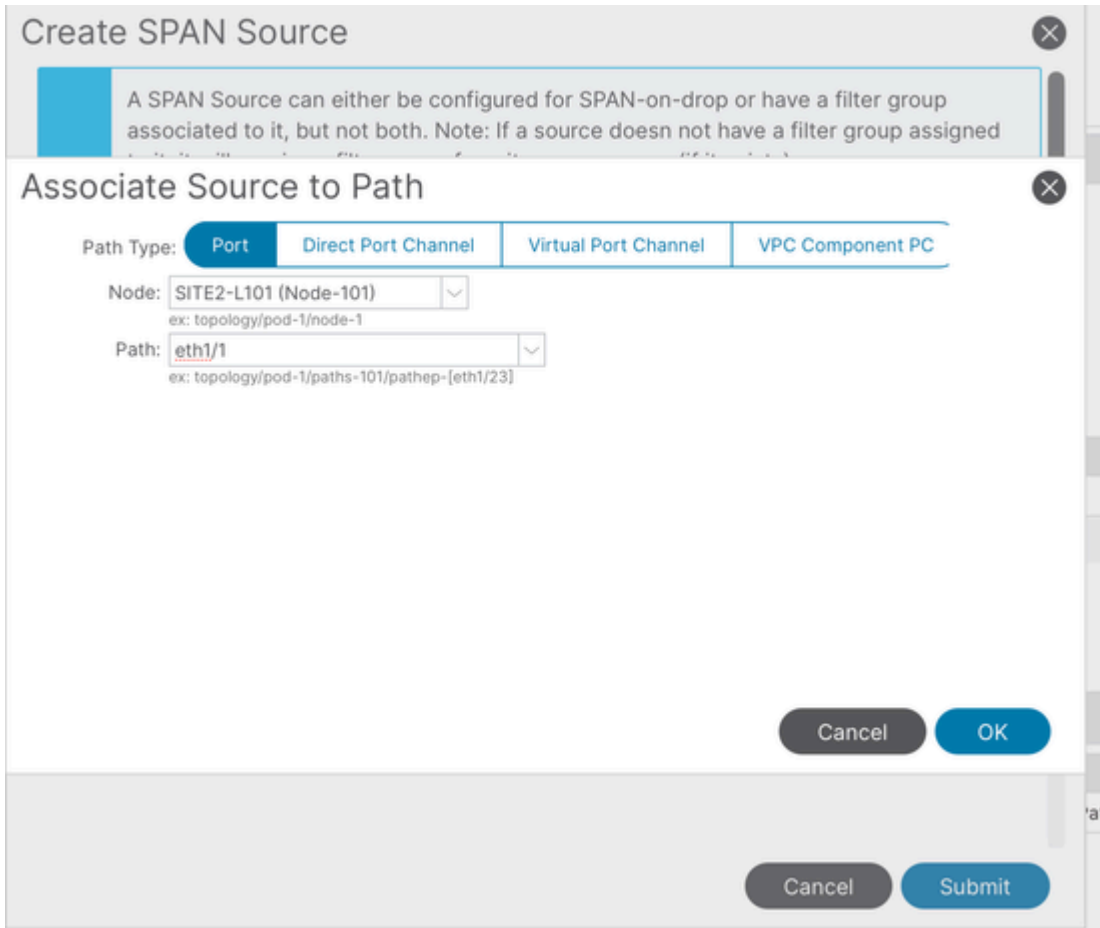 Create SPAN Source
A SPAN Source can either be configured for SPAN-on-drop or have a filter group
associated to it, but not both. Note: If a source doesn not have a filter group assigned
Associate Source to Path
Path Type: Port Direct Port Channel Virtual Port Channel VPC Component PC
Node: SITE2-L101 (Node-101)
ex: topology/pod-1/node-1
Path: eth1/1
ex: topology/pod-1/paths-101/pathep-[eth1/23]
Cancel OK
Cancel Submit